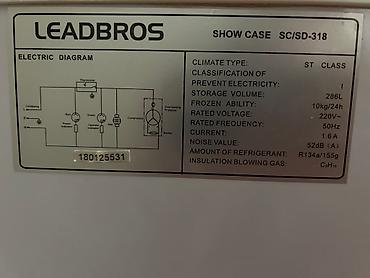 LEADBROS
SHOW CASE SC/SD-318
ELECTRIC DIAGRAM
CLIMATE TYPE: ST CLASS
CLASSIFICATION OF
PREVENT ELECTRICITY: I
STORAGE VOLUME: 286L
FROZEN ABILITY: 10kg/24h
RATED VOLTAGE: 220V~
RATED FREQUENCY: 50Hz
CURRENT: 1.6A
NOISE VALUE: 52dB (A)
AMOUNT OF REFRIGERANT: R134a/155g
INSULATION BLOWING GAS: C₅H₁₀
180125531